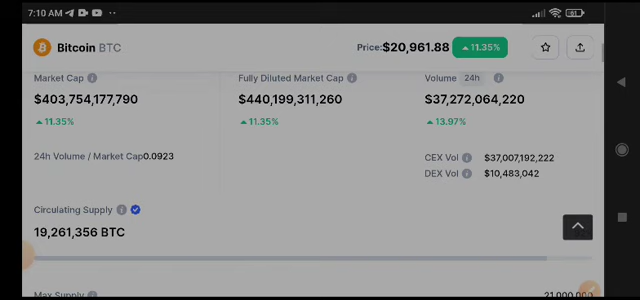 7:10 AM
61
Bitcoin BTC
Price:$20,961.88 11.35%
Market Cap
Fully Diluted Market Cap
Volume 24h
$403,754,177,790
$440,199,311,260
$37,272,064,220
11.35%
11.35%
13.97%
24h Volume / Market Cap0.0923
CEX Vol $37,007,192,222
DEX Vol $10,483,042
Circulating Supply
19,261,356 BTC
Max Supply
21,000,000